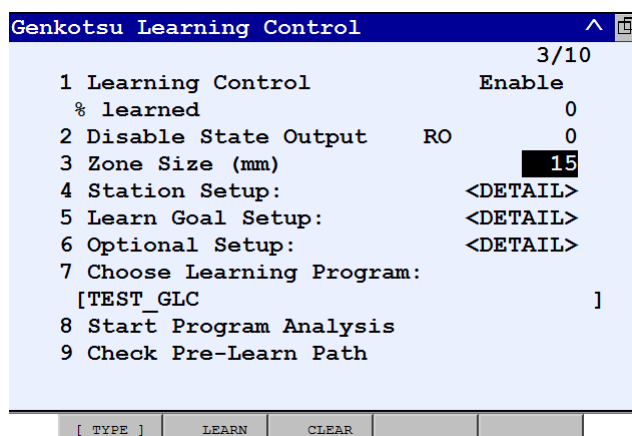 Genkotsu Learning Control
3/10
1 Learning Control Enable
% learned 0
2 Disable State Output RO 0
3 Zone Size (mm) 15
4 Station Setup: <DETAIL>
5 Learn Goal Setup: <DETAIL>
6 Optional Setup: <DETAIL>
7 Choose Learning Program:
[TEST_GLC ]
8 Start Program Analysis
9 Check Pre-Learn Path
[ TYPE ] LEARN CLEAR